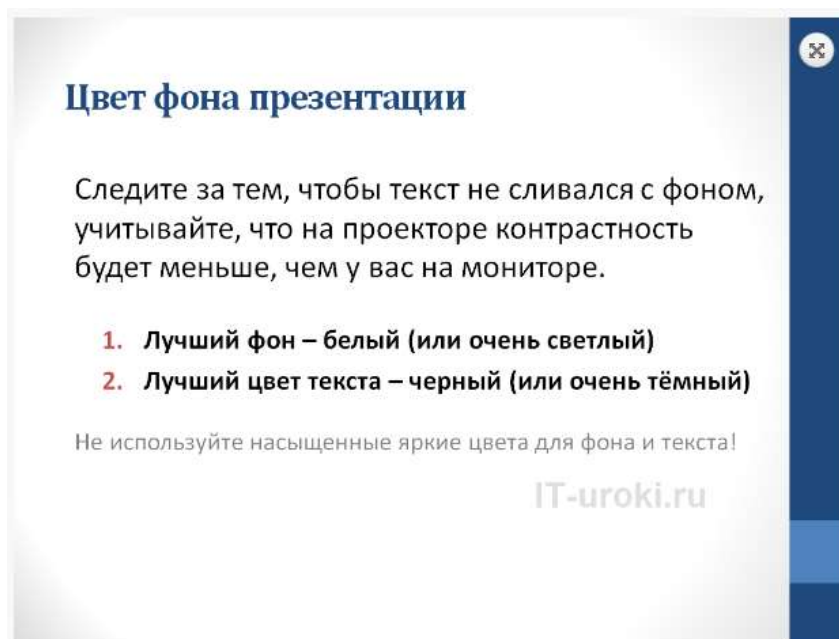 Цвет фона презентации
Следите за тем, чтобы текст не сливался с фоном,
учитывайте, что на проекторе контрастность
будет меньше, чем у вас на мониторе.
1. Лучший фон – белый (или очень светлый)
2. Лучший цвет текста – черный (или очень тёмный)
Не используйте насыщенные яркие цвета для фона и текста!
IT-uroki.ru